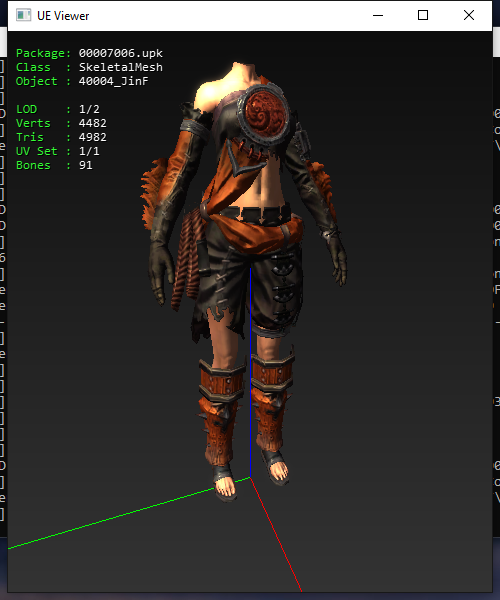 UE Viewer
Package: 00007006.upk
Class  : SkeletalMesh
Object : 40004_JinF
LOD    : 1/2
Verts  : 4482
Tris   : 4982
UV Set : 1/1
Bones  : 91